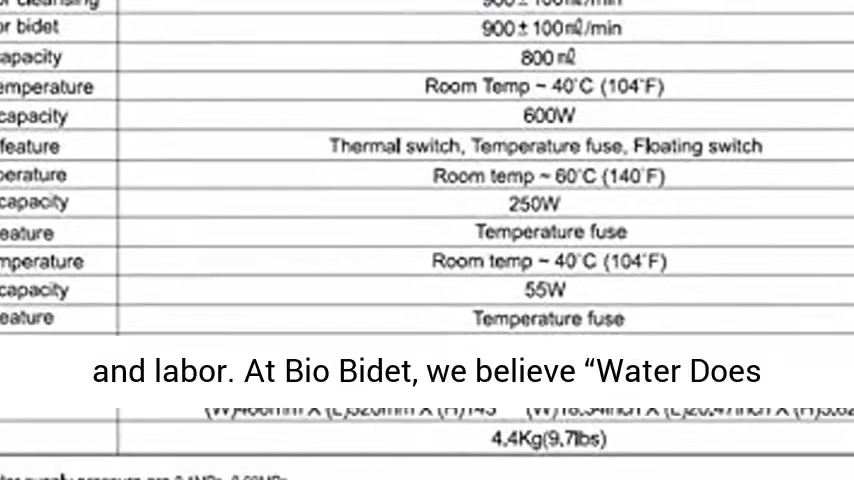 or bidet 900±100㎖/min
apacity 800㎖
emperature Room Temp ~ 40°C (104°F)
capacity 600W
feature Thermal switch, Temperature fuse, Floating switch
perature Room temp ~ 60°C (140°F)
capacity 250W
eature Temperature fuse
mperature Room temp ~ 40°C (104°F)
capacity 55W
eature Temperature fuse
and labor. At Bio Bidet, we believe “Water Does
4.4Kg(9.7lbs)